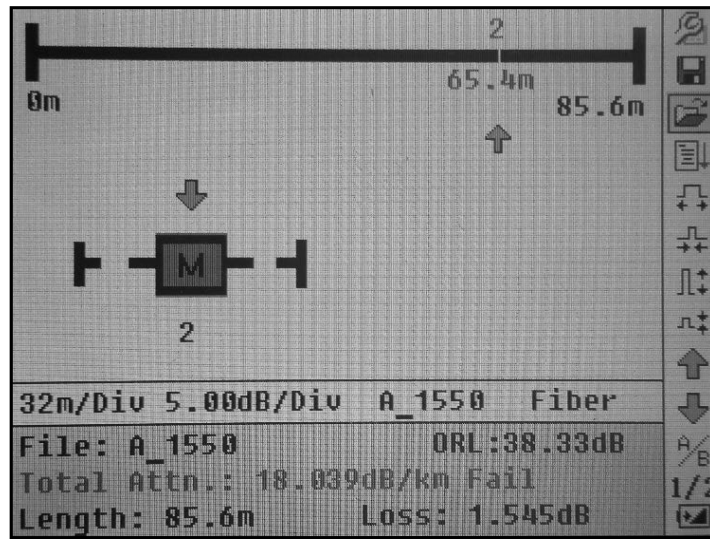 2
65.4m
0m
85.6m
M
2
32m/Div 5.00dB/Div A_1550 Fiber
File: A_1550 ORL:38.33dB
Total Attn.: 18.039dB/km Fail
Length: 85.6m Loss: 1.545dB
A/B
1/2